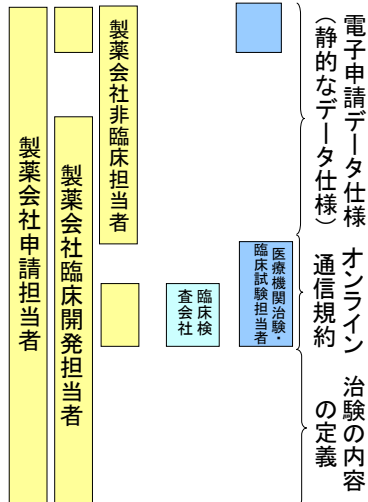 電子申請データ仕様
（静的なデータ仕様）
オンライン
通信規約
治験の内容
の定義
医療機関治験・
臨床試験担当者
臨床検
査会社
製薬会社非臨床担当者
製薬会社臨床開発担当者
製薬会社申請担当者